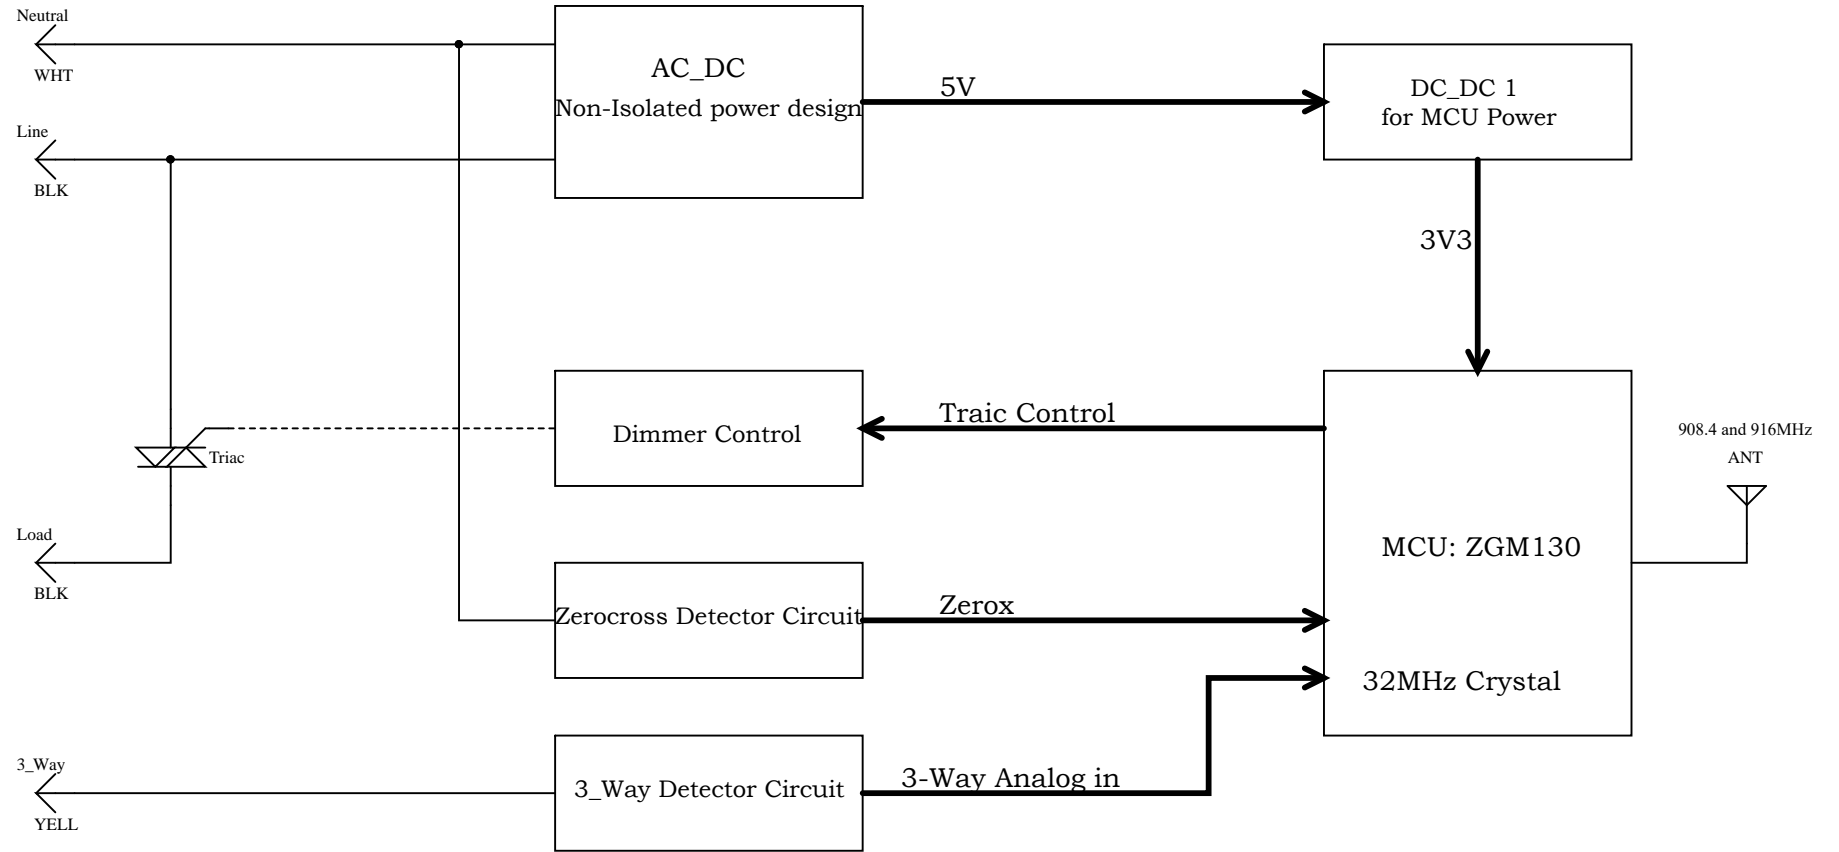 Neutral
WHT
AC_DC
Non-Isolated power design
5V
DC_DC 1
for MCU Power
Line
BLK
3V3
Traic Control
Dimmer Control
Triac
908.4 and 916MHz
ANT
Load
BLK
MCU: ZGM130
Zerocross Detector Circuit
Zerox
32MHz Crystal
3_Way
YELL
3_Way Detector Circuit
3-Way Analog in